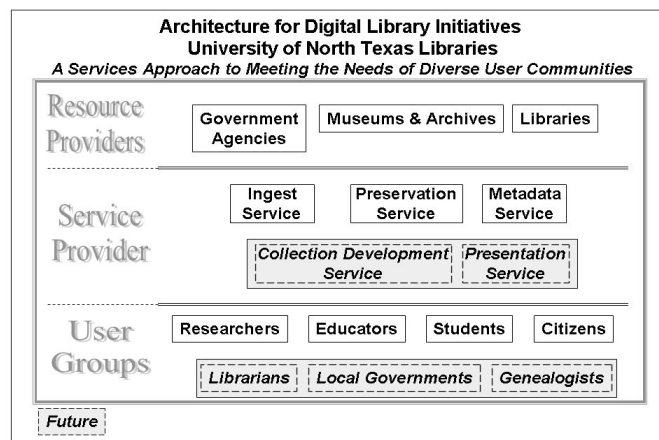 Architecture for Digital Library Initiatives
University of North Texas Libraries
A Services Approach to Meeting the Needs of Diverse User Communities
Resource
Providers
Government
Agencies
Museums & Archives
Libraries
Service
Provider
Ingest
Service
Preservation
Service
Metadata
Service
Collection Development
Service
Presentation
Service
User
Groups
Researchers
Educators
Students
Citizens
Librarians
Local Governments
Genealogists
Future